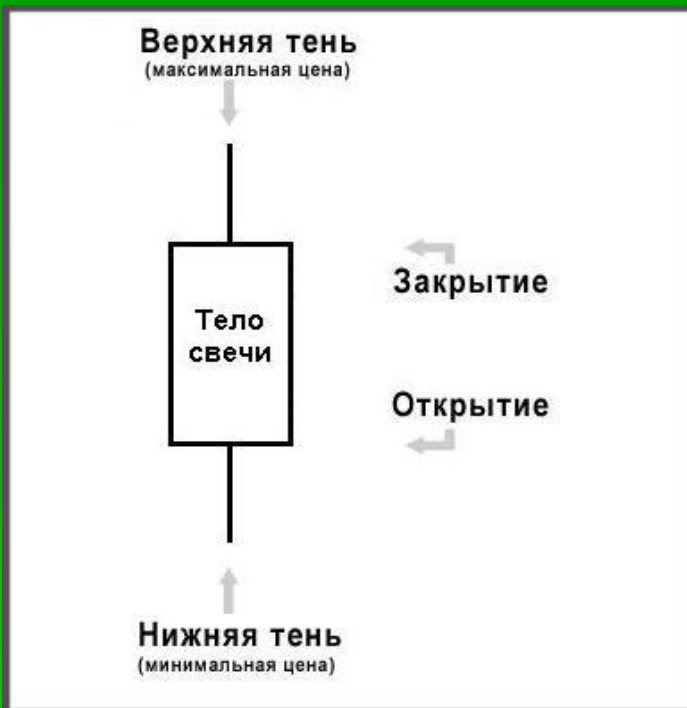 Верхняя тень
(максимальная цена)
Закрытие
Тело
свечи
Открытие
Нижняя тень
(минимальная цена)